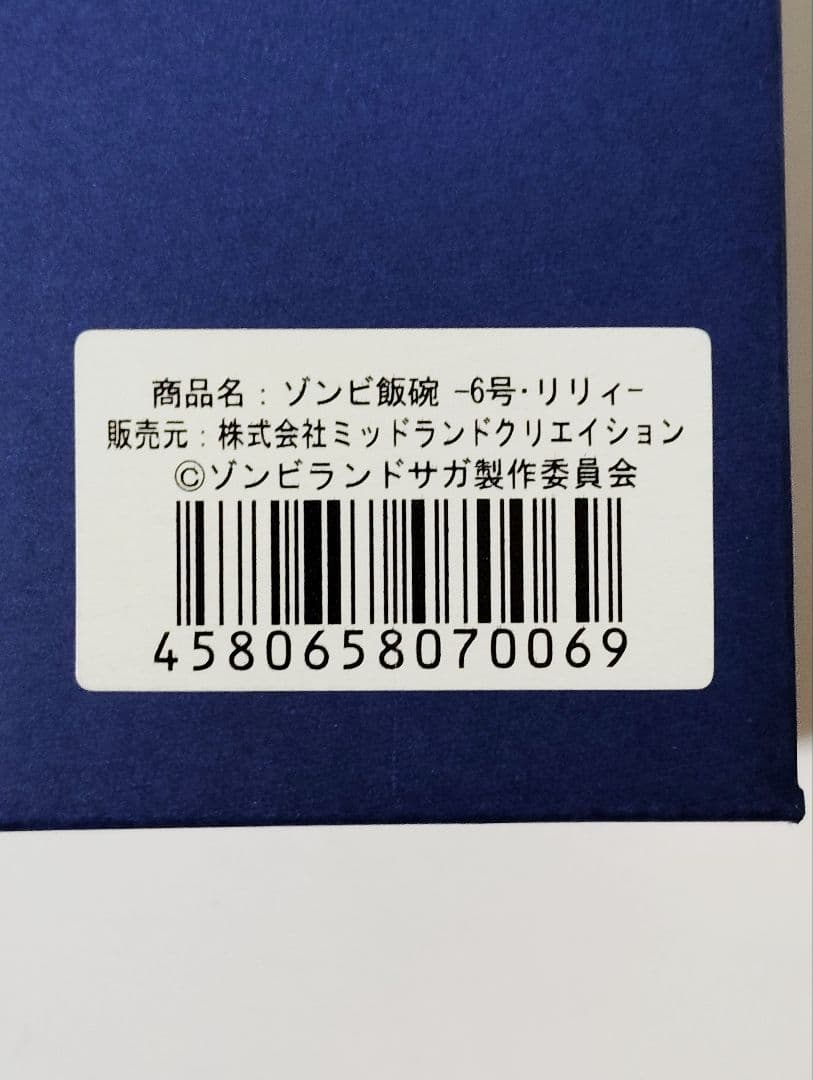 商品名：ゾンビ飯碗 -6号･リリィ-
販売元：株式会社ミッドランドクリエイション
©ゾンビランドサガ製作委員会
4580658070069